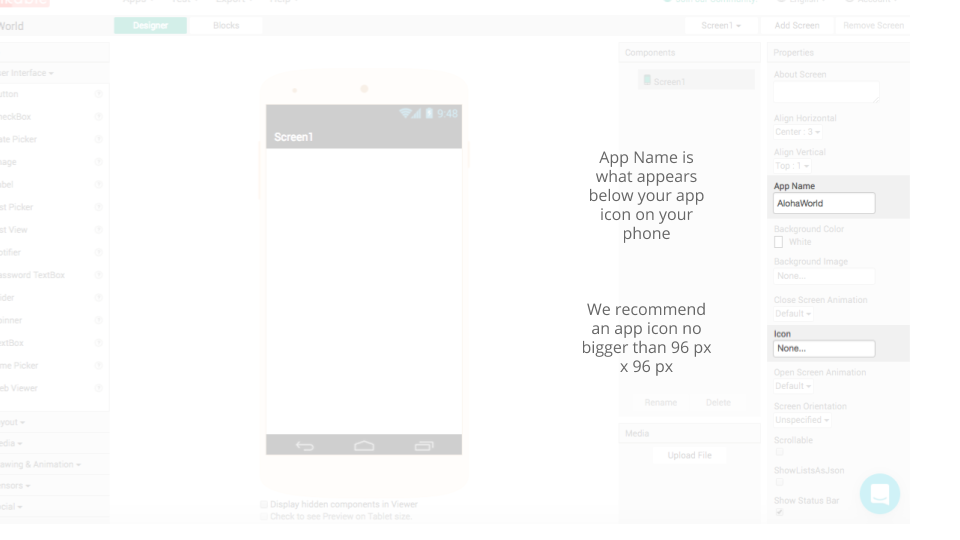 World
Designer
Blocks
Screen1
Add Screen
Remove Screen
Components
Screen1
Properties
About Screen
Align Horizontal
Center : 3
Align Vertical
Top : 1
App Name
AlohaWorld
Background Color
White
Background Image
None...
Close Screen Animation
Default
Icon
None...
Open Screen Animation
Default
Screen Orientation
Unspecified
Scrollable
ShowListsAsJson
Show Status Bar
er Interface
utton
heckBox
ate Picker
mage
abel
st Picker
st View
otifier
assword TextBox
ider
pinner
extBox
me Picker
eb Viewer
yout
edia
awing & Animation
nsors
cial
9:48
Screen1
App Name is
what appears
below your app
icon on your
phone
We recommend
an app icon no
bigger than 96 px
x 96 px
Rename
Delete
Media
Upload File
Display hidden components in Viewer
Check to see Preview on Tablet size.